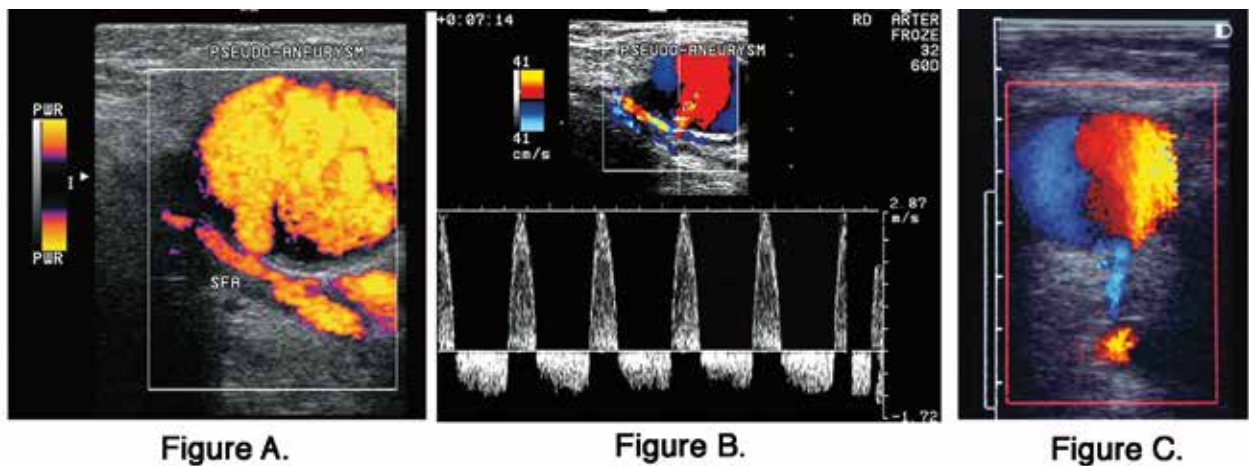 PSEUDO-ANEURYSM
PWR
I
PWR
SFA
Figure A.
+0:07:14
RD ARTER
FROZE
32
60D
PSEUDO-ANEURYSM
41
41
cm/s
2.87
m/s
-1.72
Figure B.
D
Figure C.